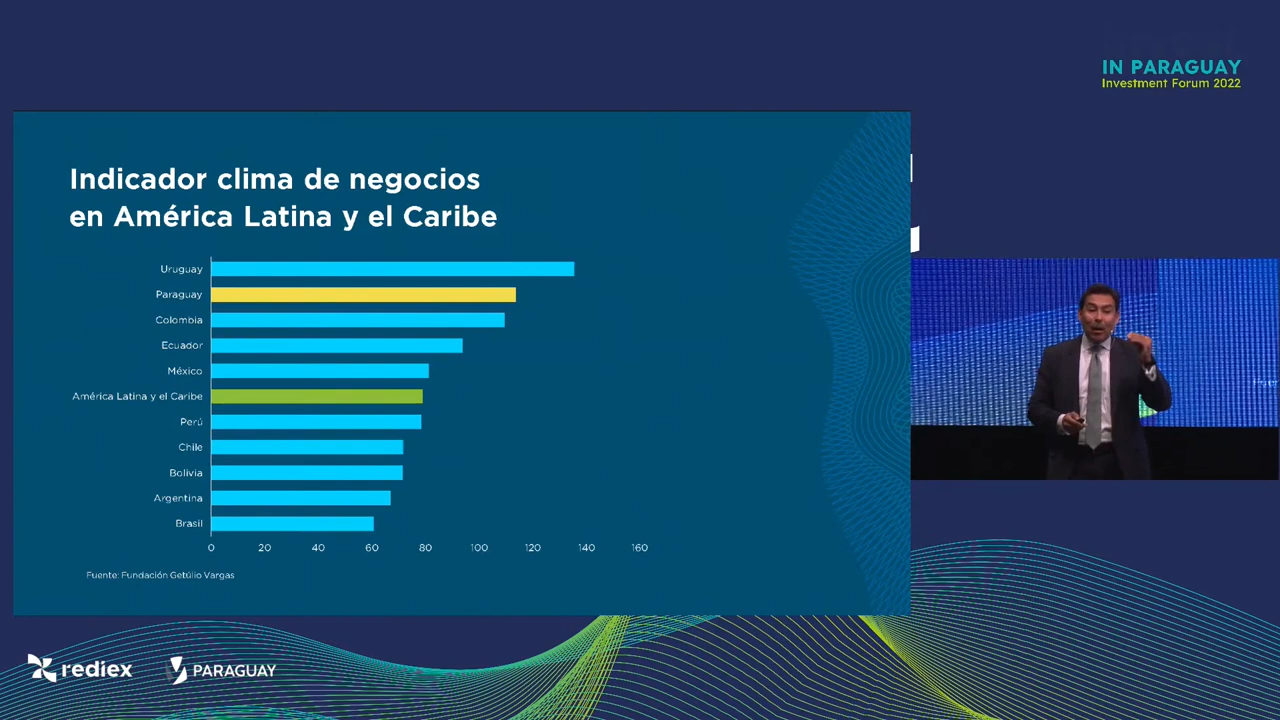 IN PARAGUAY
Investment Forum 2022
Indicador clima de negocios
en América Latina y el Caribe
Uruguay
Paraguay
Colombia
Ecuador
México
América Latina y el Caribe
Perú
Chile
Bolivia
Argentina
Brasil
0 20 40 60 80 100 120 140 160
Fuente: Fundación Getúlio Vargas
rediex
PARAGUAY